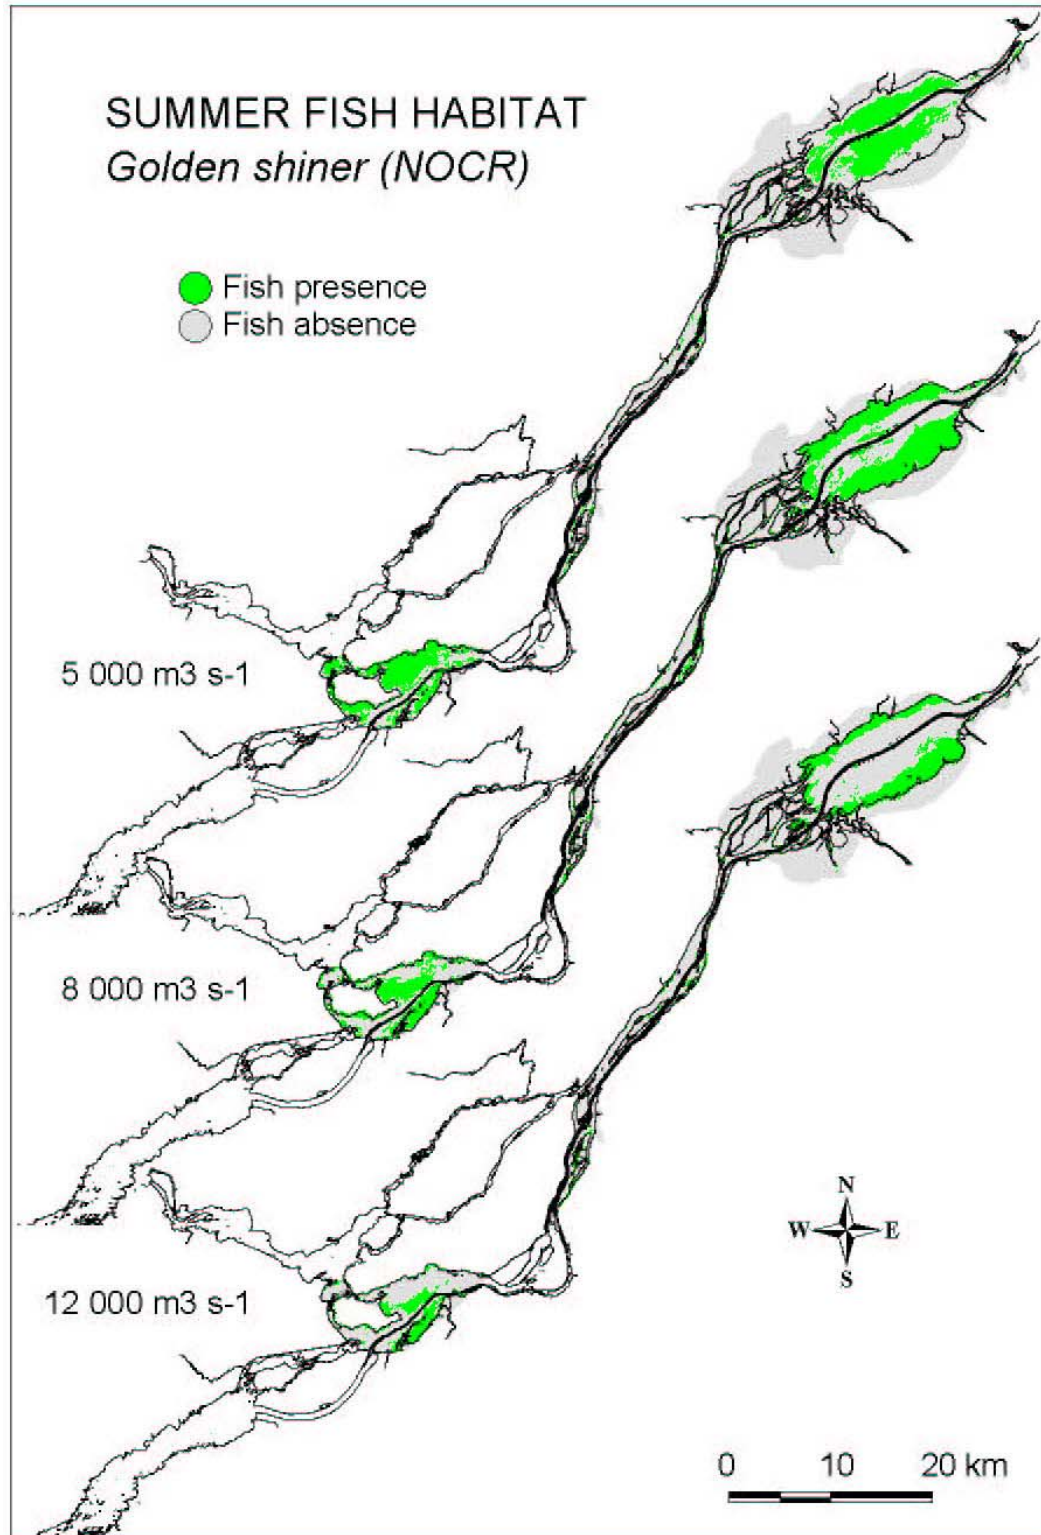 SUMMER FISH HABITAT
Golden shiner (NOCR)
Fish presence
Fish absence
5 000 m3 s-1
8 000 m3 s-1
12 000 m3 s-1
N
W E
S
0 10 20 km